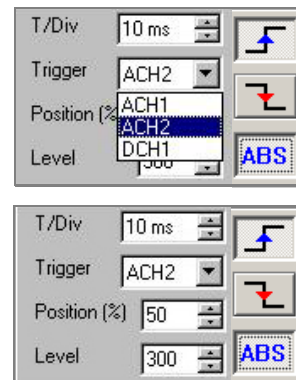 T/Div 10 ms
Trigger ACH2
ACH1
Position (%
ACH2
DCH1
Level 300 ABS
T/Div 10 ms
Trigger ACH2
Position (%) 50
Level 300 ABS